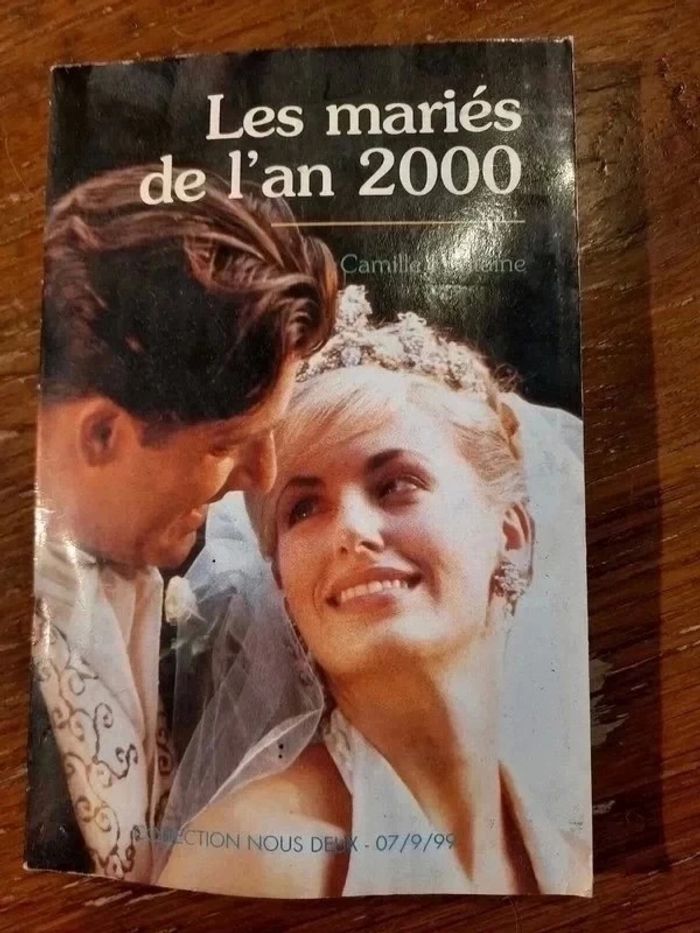 Les mariés
de l'an 2000
Camille
COLLECTION NOUS DEUX - 07/9/99